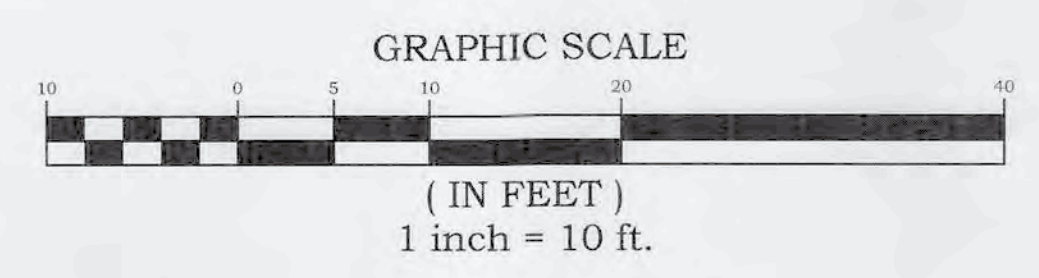 GRAPHIC SCALE
10 0 5 10 20 40
( IN FEET )
1 inch = 10 ft.